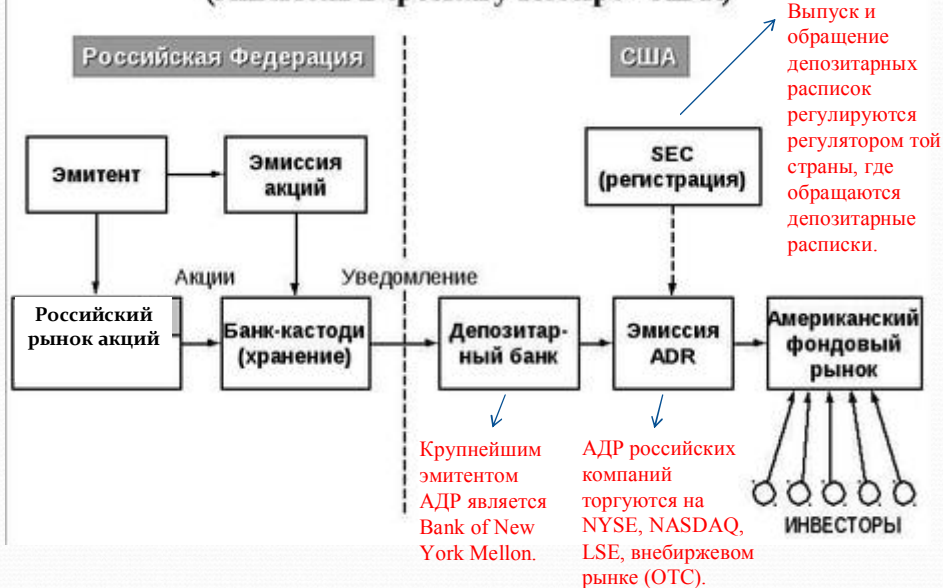 Российская Федерация
США
Выпуск и
обращение
депозитарных
расписок
регулируются
регулятором той
страны, где
обращаются
депозитарные
расписки.
Эмитент
Эмиссия
акций
SEC
(регистрация)
Акции
Уведомление
Российский
рынок акций
Банк-кастоди
(хранение)
Депозитар-
ный банк
Эмиссия
ADR
Американский
фондовый
рынок
Крупнейшим
эмитентом
АДР является
Bank of New
York Mellon.
АДР российских
компаний
торгуются на
NYSE, NASDAQ,
LSE, внебиржевом
рынке (OTC).
ИНВЕСТОРЫ